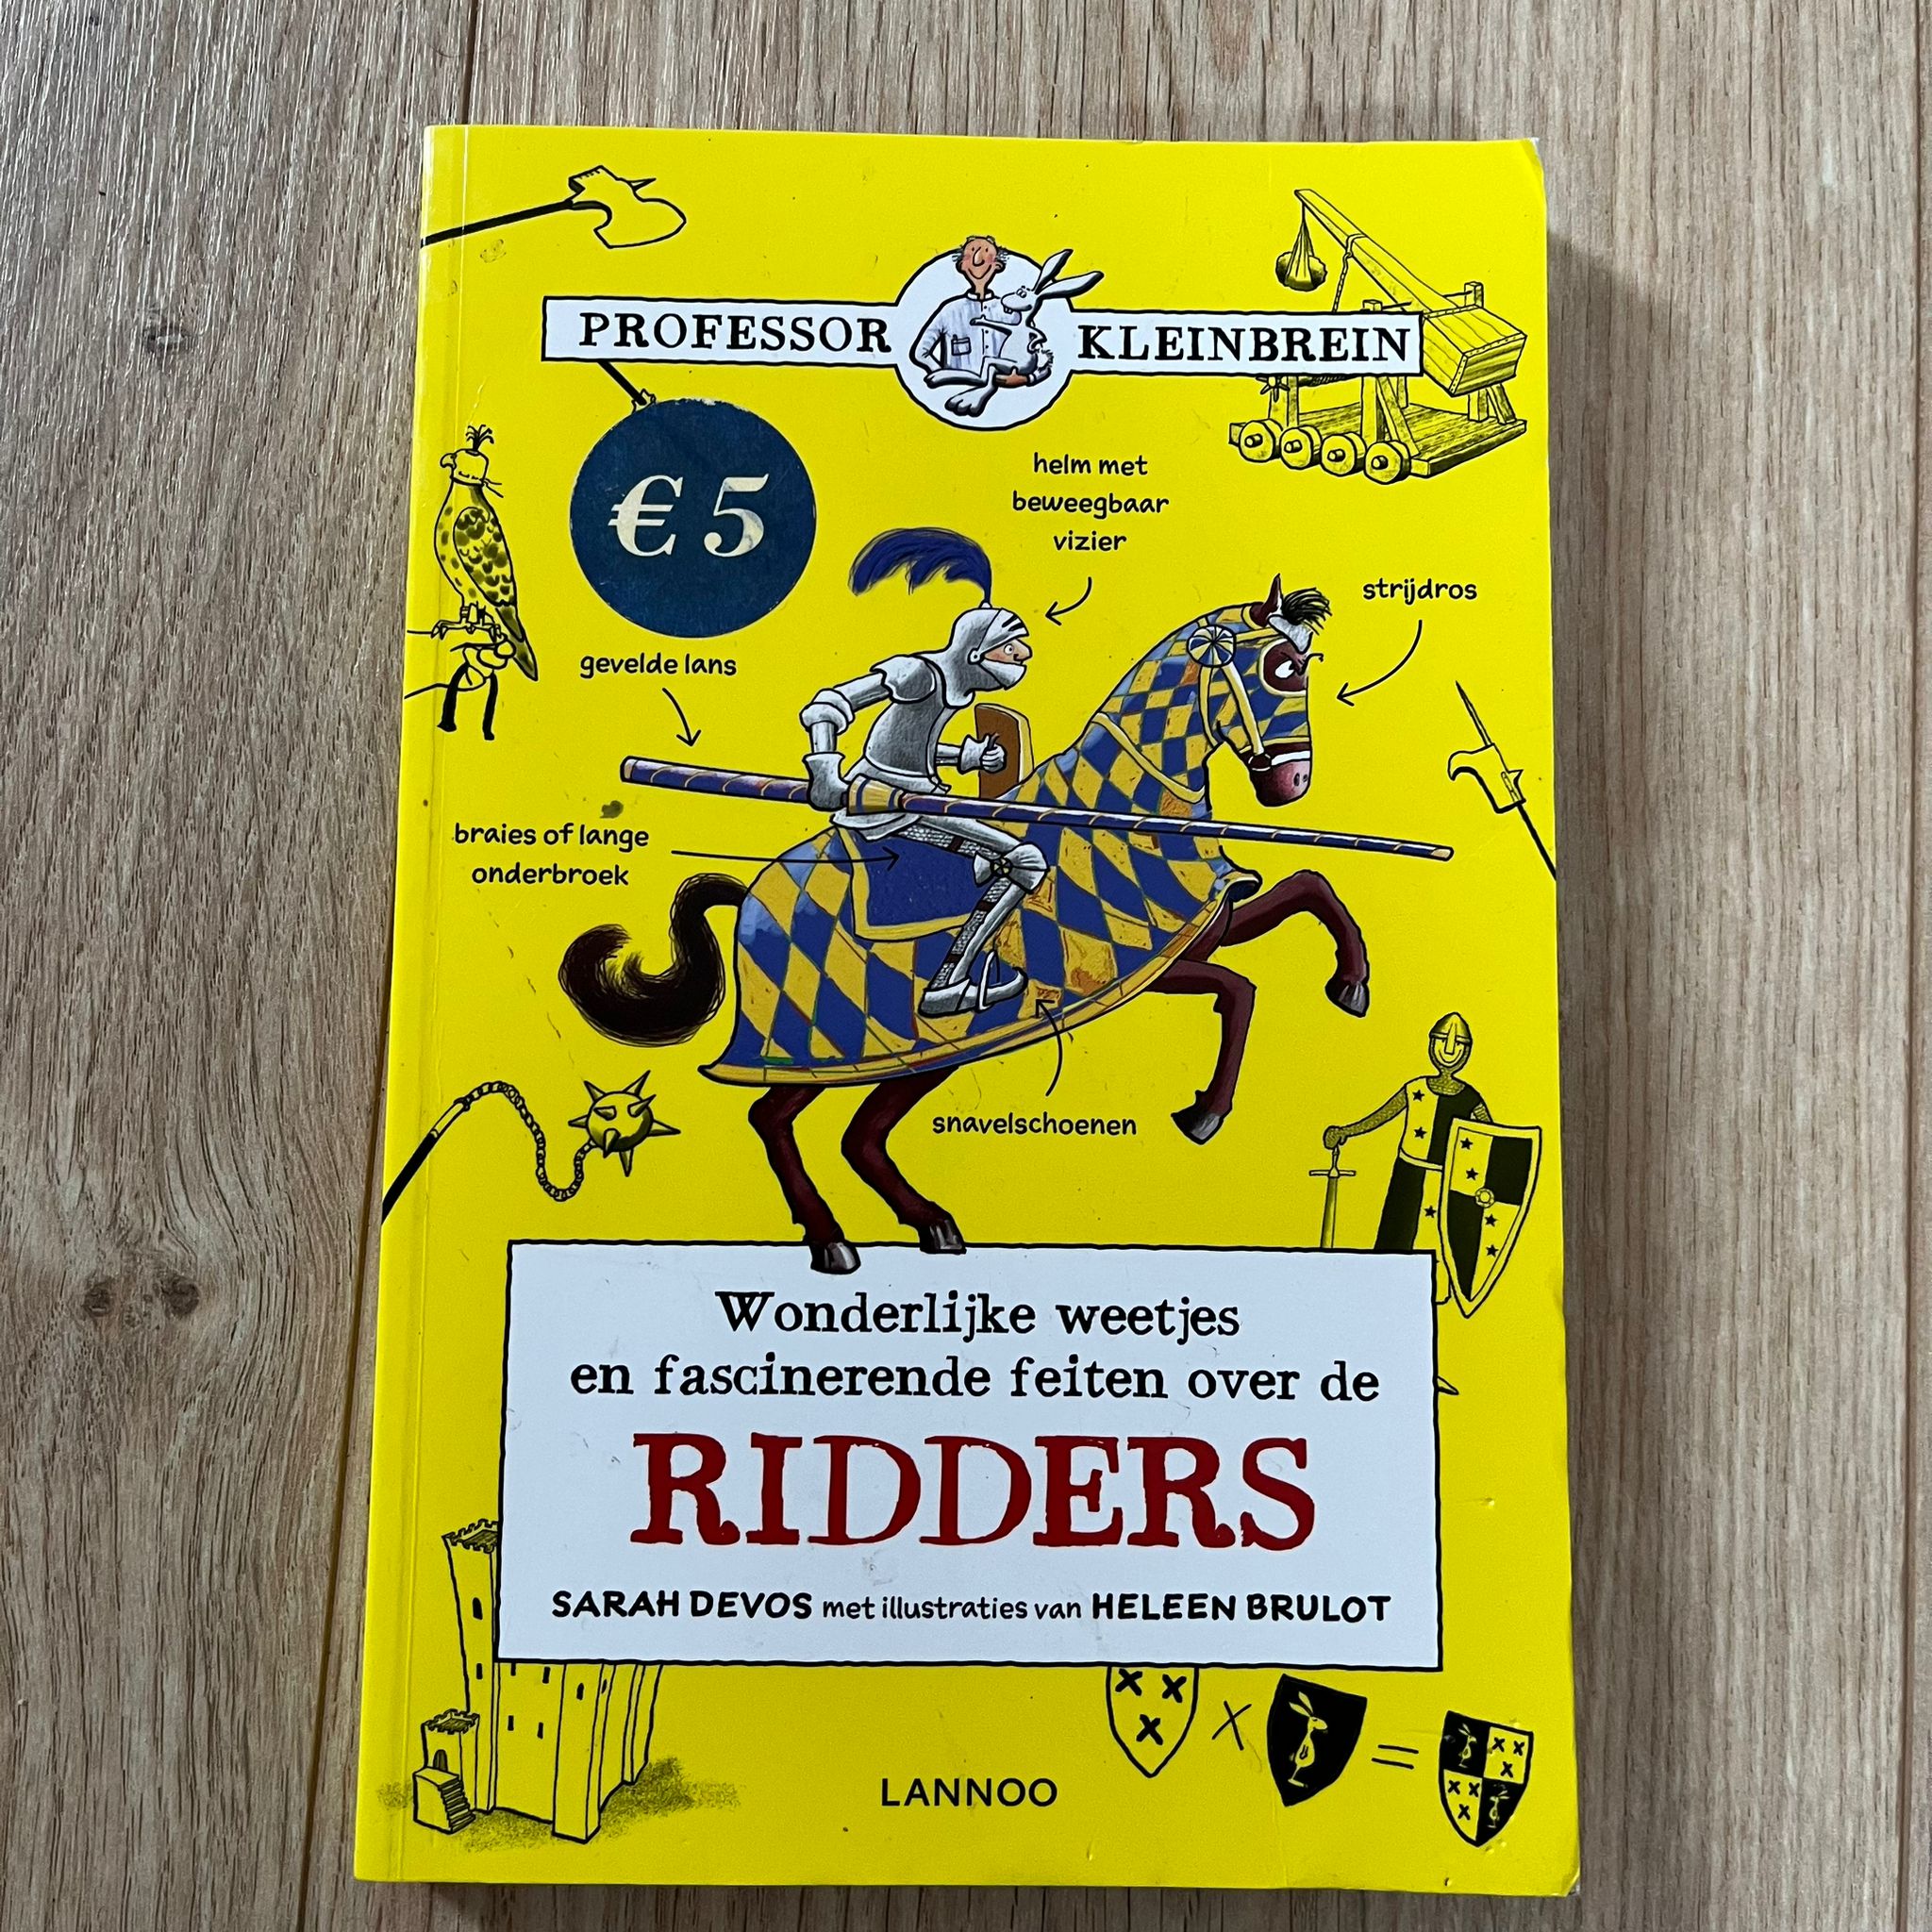 PROFESSOR KLEINBREIN
€5
helm met
beweegbaar
vizier
strijdros
gevelde lans
braies of lange
onderbroek
snavelschoenen
Wonderlijke weetjes
en fascinerende feiten over de
RIDDERS
SARAH DEVOS met illustraties van HELEEN BRULOT
LANNOO